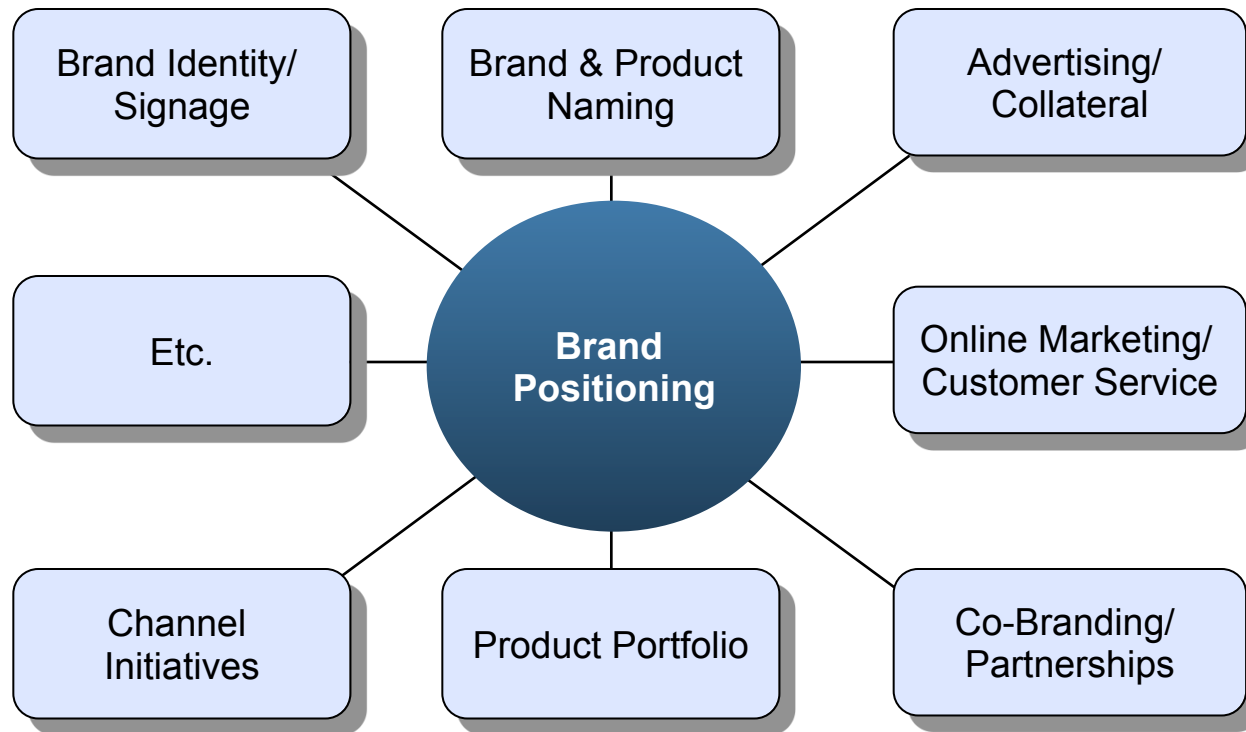 Brand Identity/
Signage
Brand & Product
Naming
Advertising/
Collateral
Etc.
Brand
Positioning
Online Marketing/
Customer Service
Channel
Initiatives
Product Portfolio
Co-Branding/
Partnerships